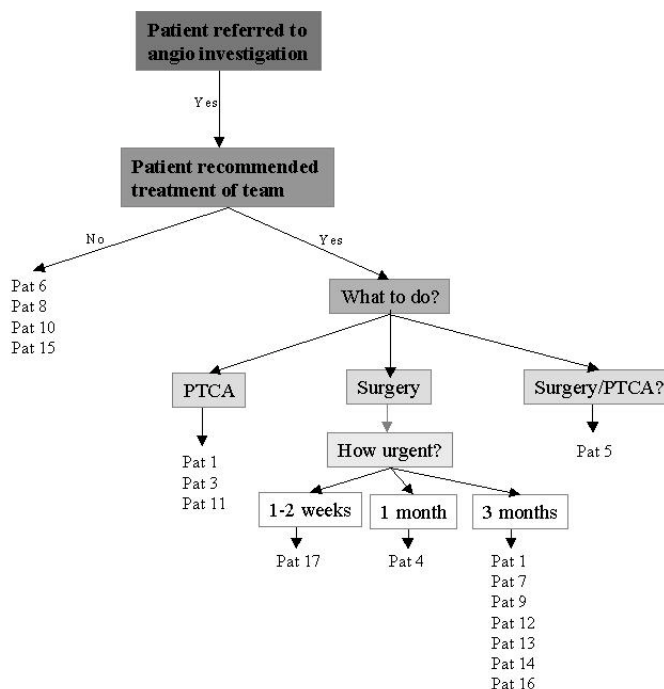 Patient referred to
angio investigation
Yes
Patient recommended
treatment of team
No
Yes
Pat 6
Pat 8
Pat 10
Pat 15
What to do?
PTCA
Surgery
Surgery/PTCA?
Pat 1
Pat 3
Pat 11
How urgent?
Pat 5
1-2 weeks
1 month
3 months
Pat 17
Pat 4
Pat 1
Pat 7
Pat 9
Pat 12
Pat 13
Pat 14
Pat 16